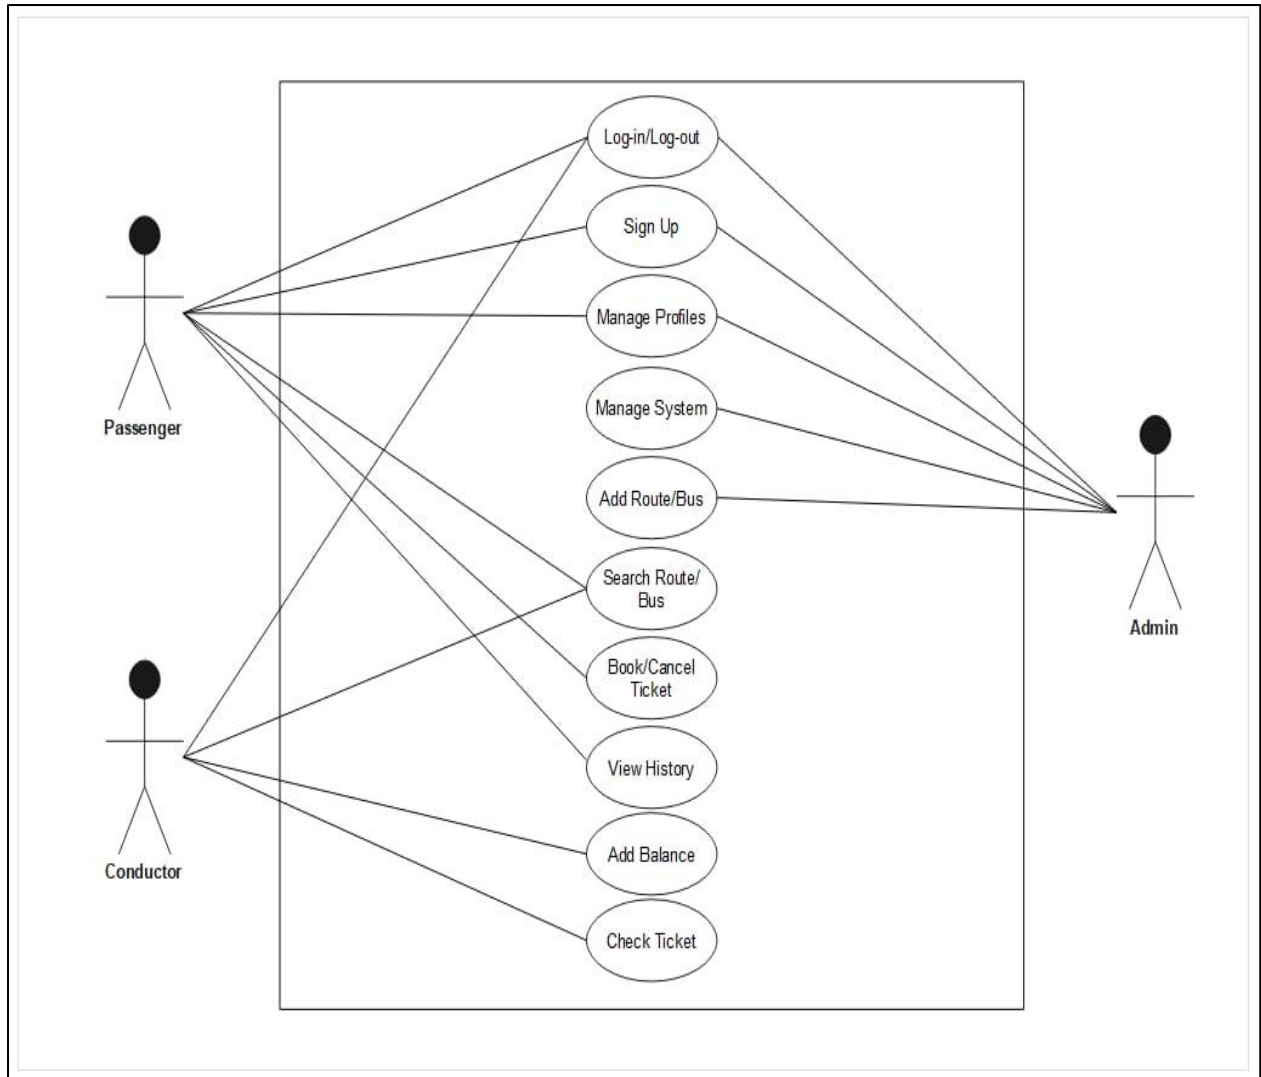 Log-in/Log-out
Sign Up
Manage Profiles
Passenger
Manage System
Add Route/Bus
Search Route/
Bus
Admin
Book/Cancel
Ticket
View History
Add Balance
Conductor
Check Ticket